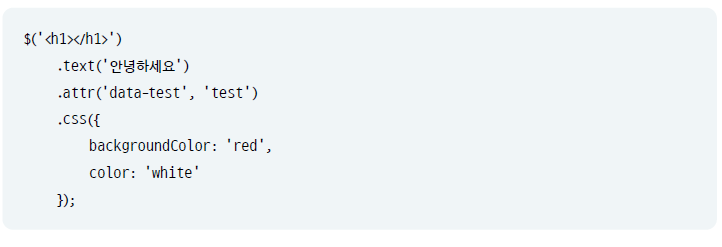 $('<h1></h1>')
.text('안녕하세요')
.attr('data-test', 'test')
.css({
backgroundColor: 'red',
color: 'white'
});